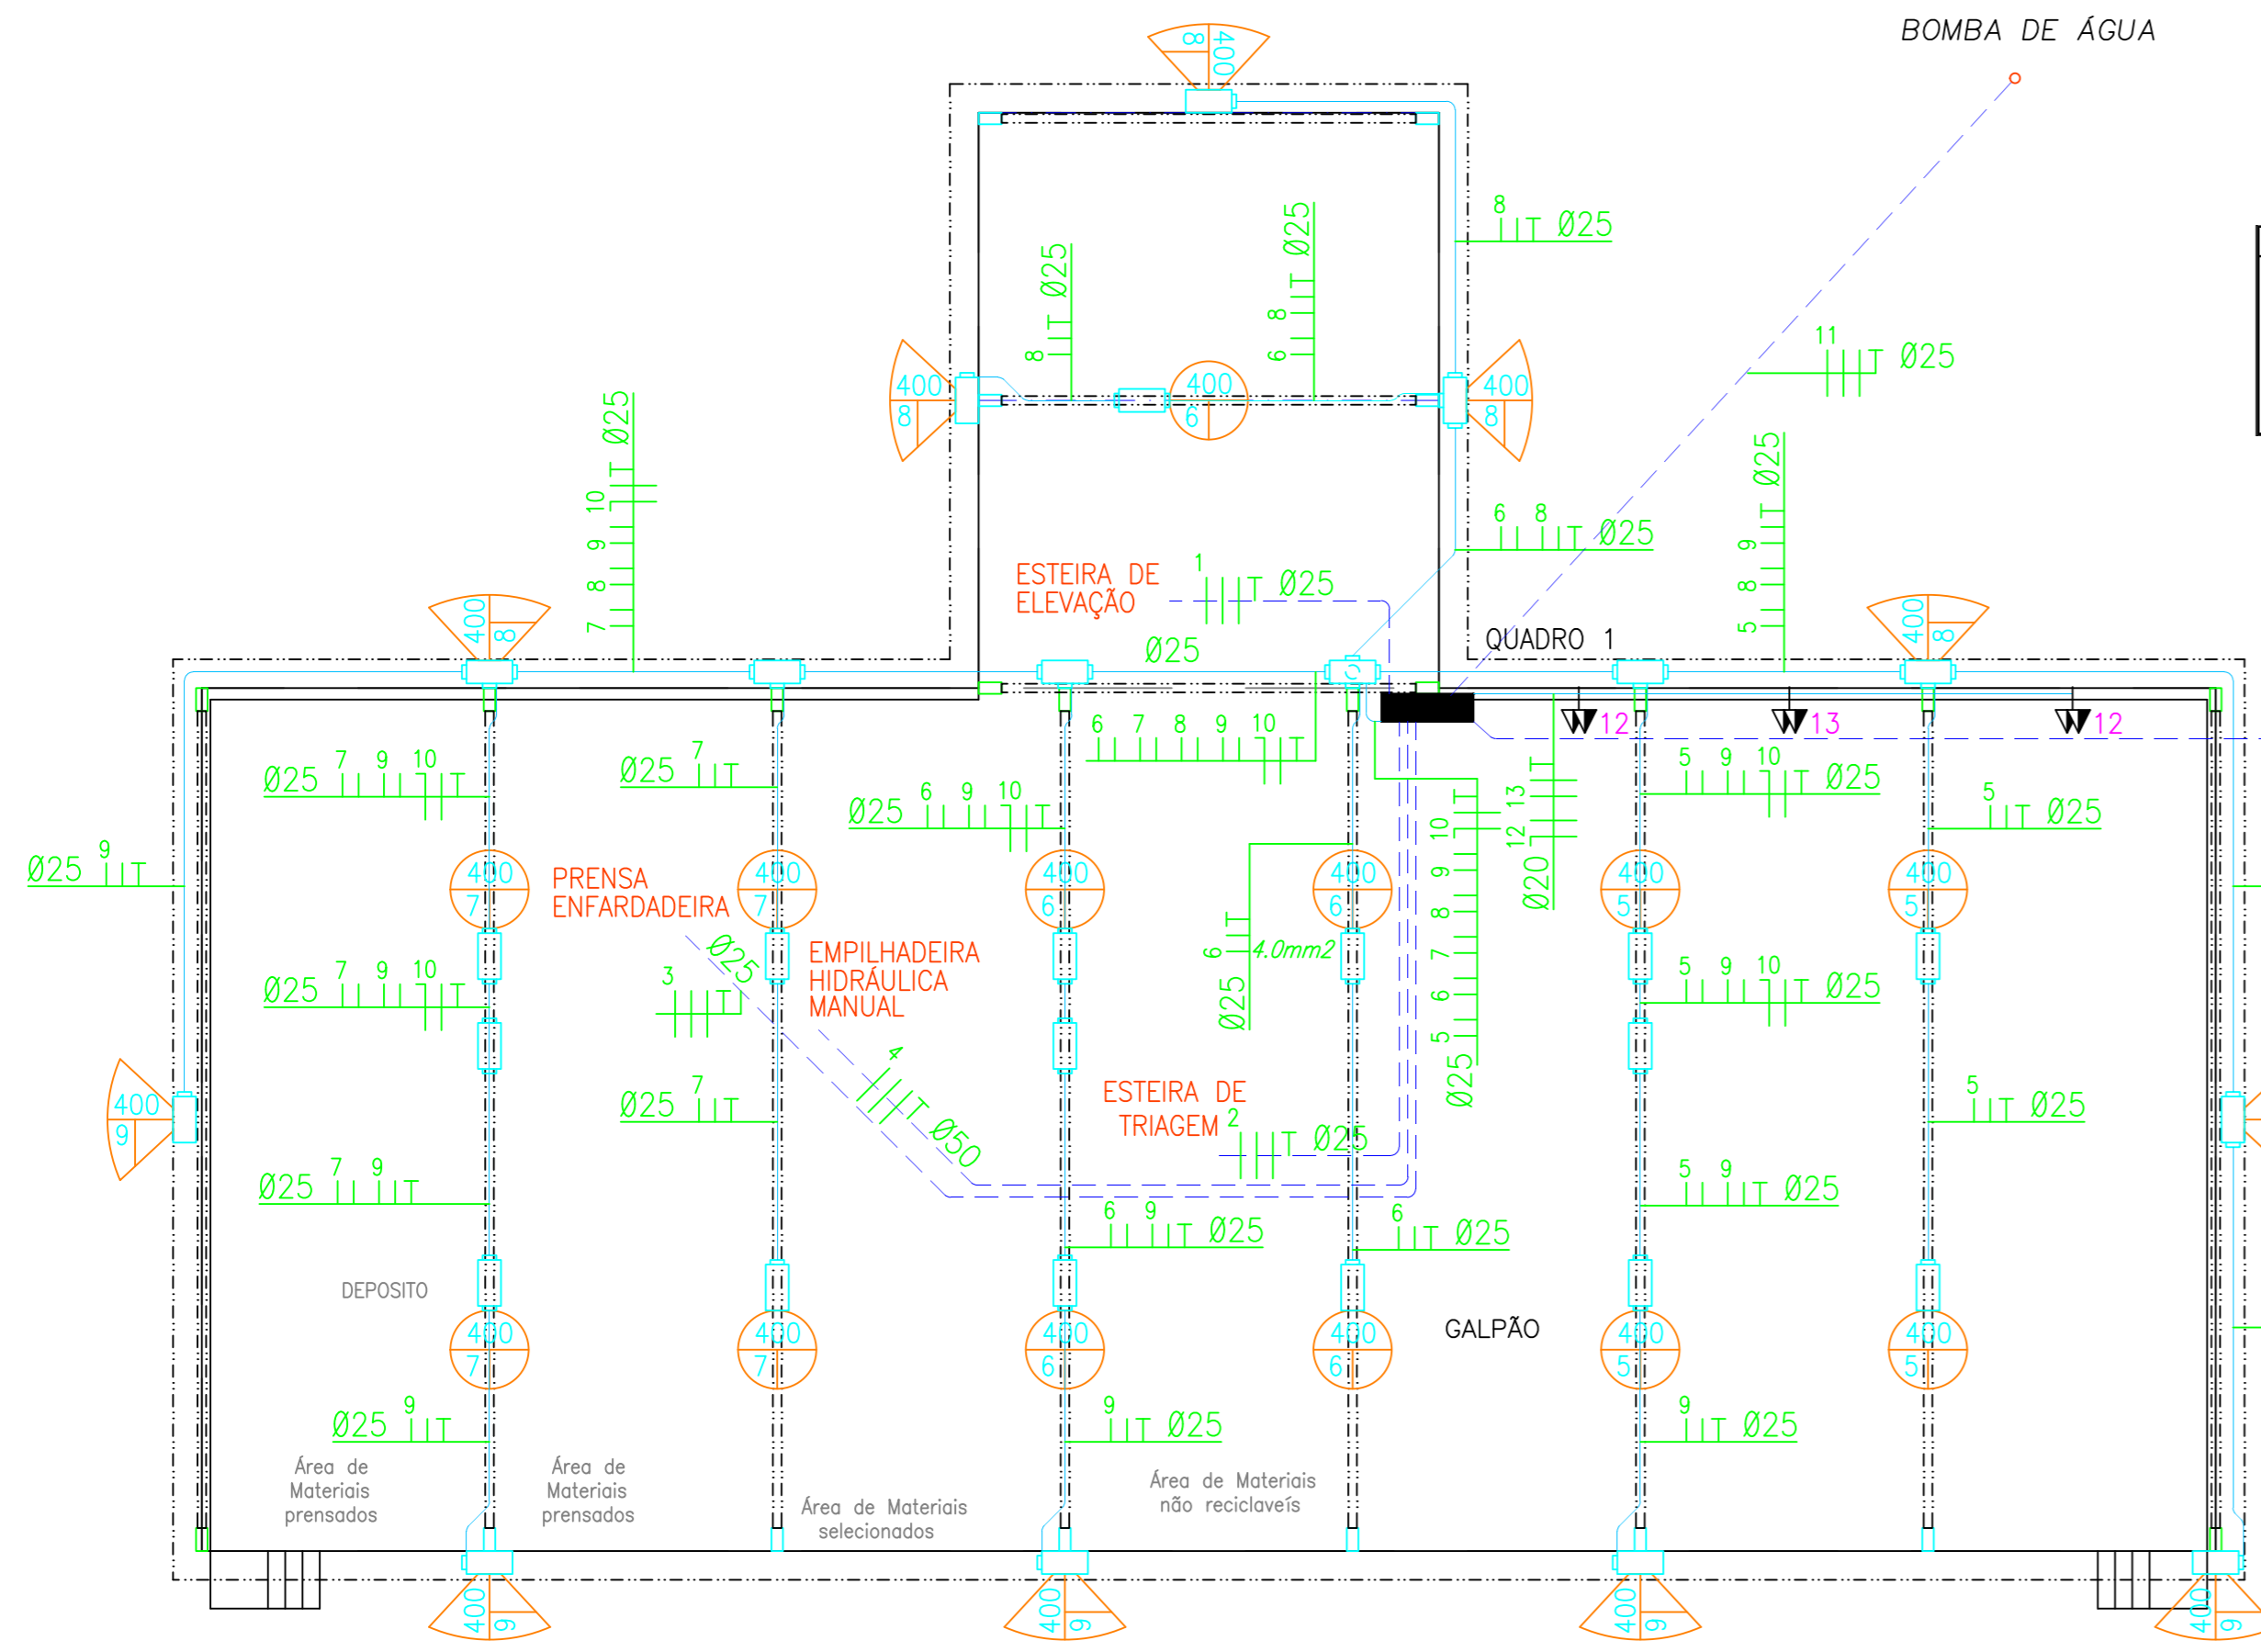 BOMBA DE ÁGUA
400
8
8
Ø25
8
Ø25
T
8
6
8
T
Ø25
11
T
Ø25
400
8
400
6
400
8
7
8
9
10
T
Ø25
6
8
T
Ø25
5
8
9
T
Ø25
ESTEIRA DE
ELEVAÇÃO
1
T
Ø25
400
8
Ø25
QUADRO 1
400
8
12
13
12
6 7 8 9 10 T
Ø25 7 9 10 T
Ø25 7 T
Ø25 6 9 10 T
5 9 10 T Ø25
5 T Ø25
Ø20 12 13 T
Ø25 9 T
400
7
PRENSA
ENFARDADEIRA
400
7
400
6
400
6
400
5
400
5
EMPILHADEIRA
HIDRÁULICA
MANUAL
Ø25
3
T
Ø25 6 T
4.0mm2
Ø25 5 6 7 8 9 10 T
Ø25 7 9 10 T
5 9 10 T Ø25
400
9
Ø25 7 T
4
T
Ø50
ESTEIRA DE
TRIAGEM
2
T
Ø25
5 T Ø25
Ø25 7 9 T
6 9 T Ø25
6 T Ø25
5 9 T Ø25
DEPOSITO
GALPÃO
400
7
400
7
400
6
400
6
400
5
400
5
Ø25 9 T
9 T Ø25
9 T Ø25
Área de
Materiais
prensados
Área de
Materiais
prensados
Área de Materiais
selecionados
Área de Materiais
não reciclaveís
400
9
400
9
400
9
400
9